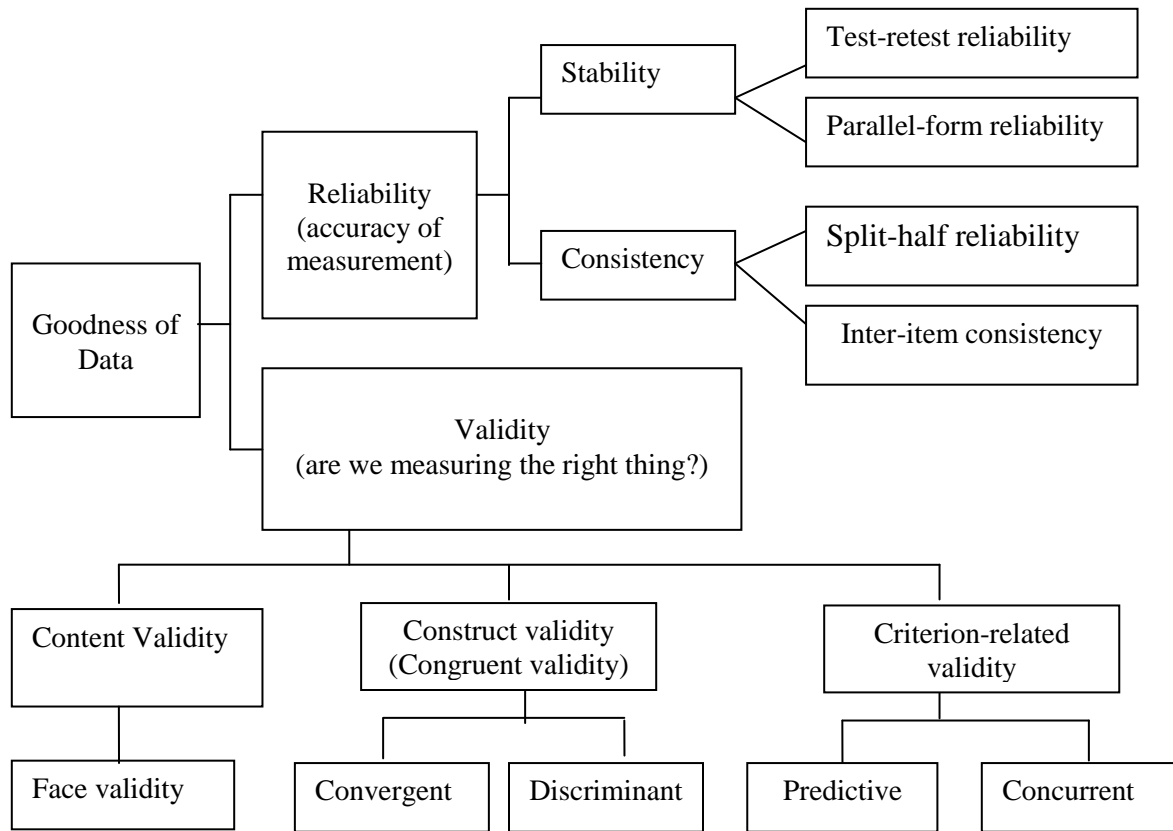 Test-retest reliability
Stability
Parallel-form reliability
Reliability
(accuracy of
measurement)
Split-half reliability
Consistency
Inter-item consistency
Goodness of
Data
Validity
(are we measuring the right thing?)
Content Validity
Construct validity
(Congruent validity)
Criterion-related
validity
Face validity
Convergent
Discriminant
Predictive
Concurrent